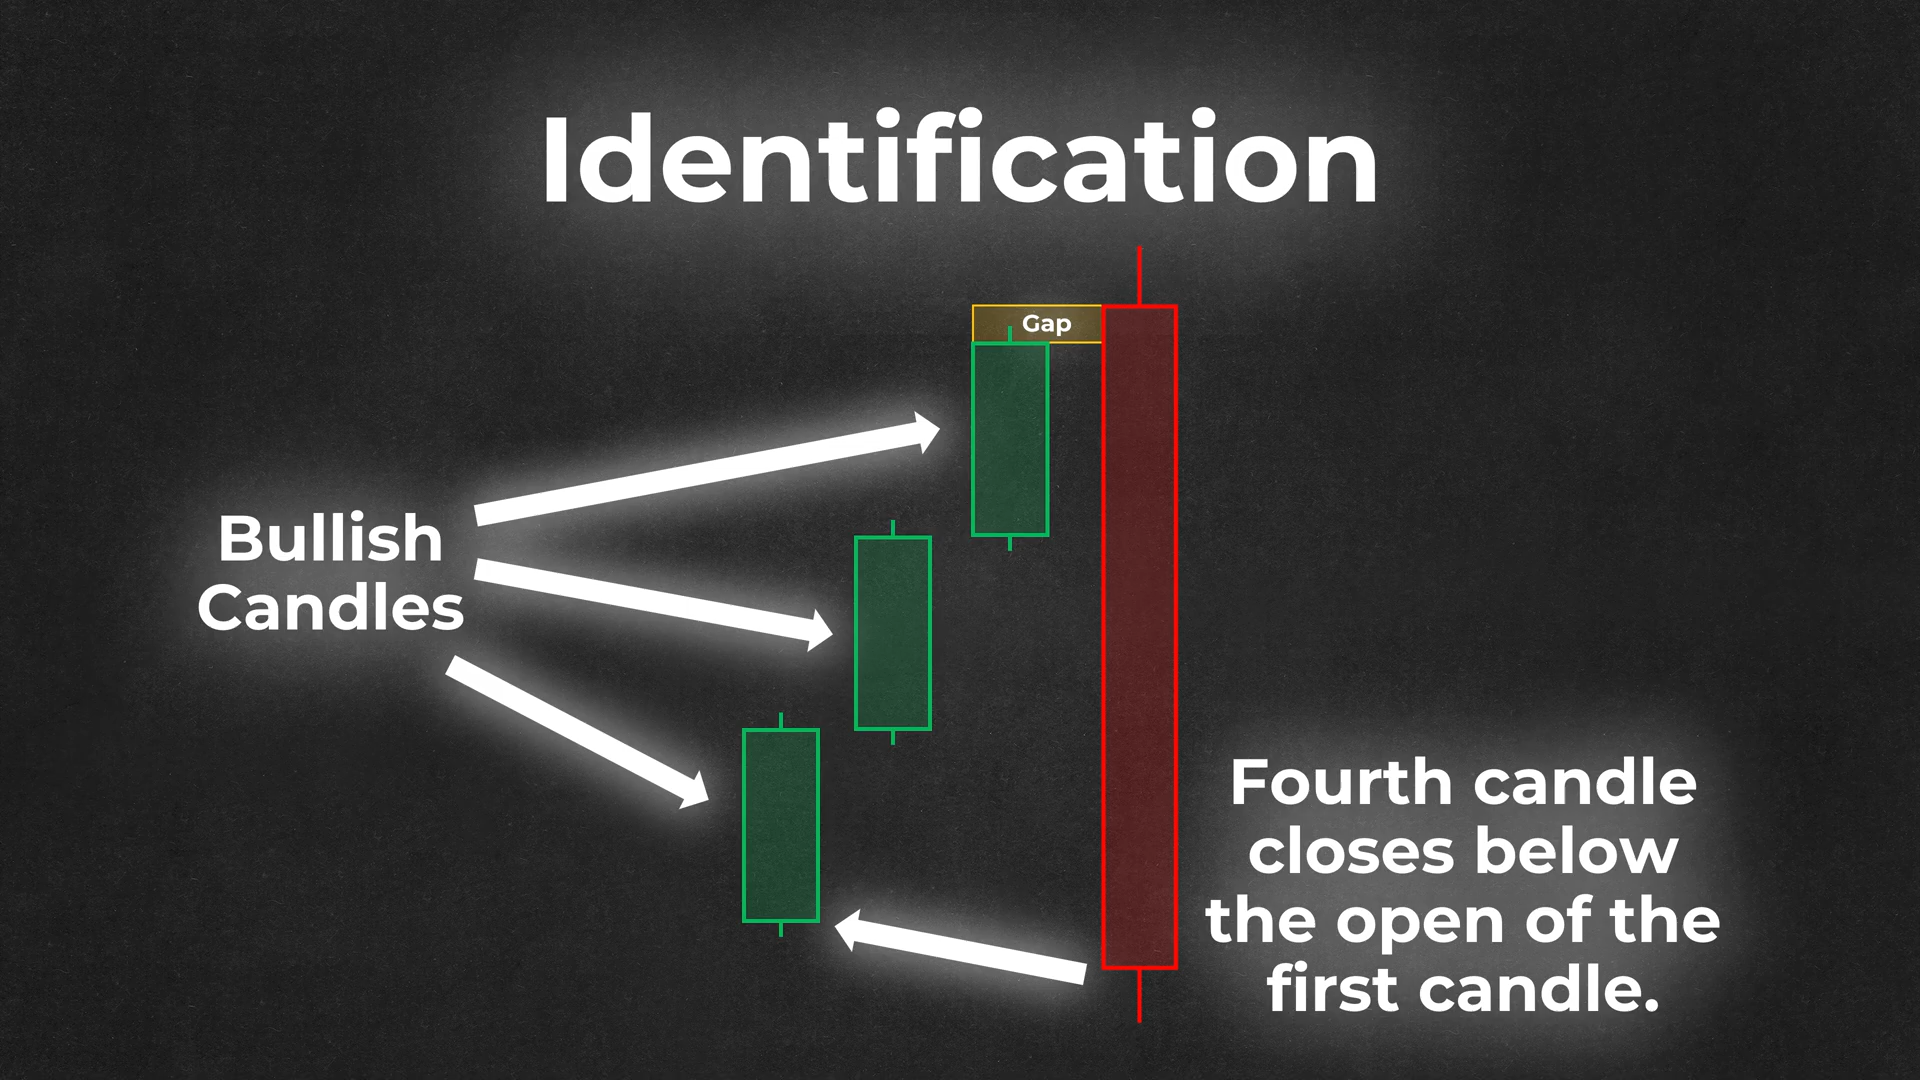 Identification
Gap
Bullish
Candles
Fourth candle
closes below
the open of the
first candle.